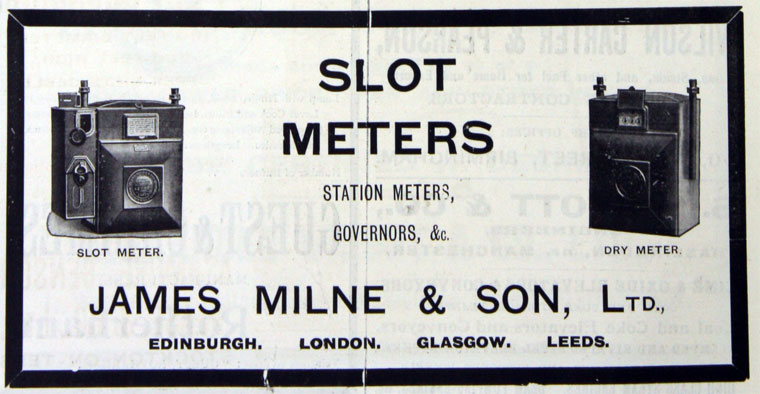 SLOT
METERS
STATION METERS,
GOVERNORS, &c.
SLOT METER.
DRY METER.
JAMES MILNE & SON, LTD.,
EDINBURGH. LONDON. GLASGOW. LEEDS.